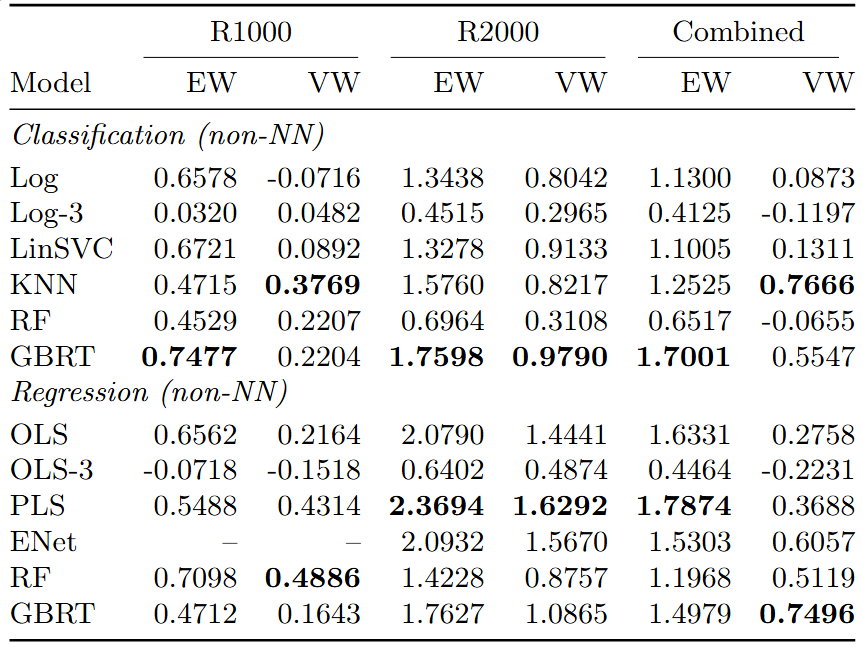 R1000 R2000 Combined
Model EW VW EW VW EW VW
Classification (non-NN)
Log 0.6578 -0.0716 1.3438 0.8042 1.1300 0.0873
Log-3 0.0320 0.0482 0.4515 0.2965 0.4125 -0.1197
LinSVC 0.6721 0.0892 1.3278 0.9133 1.1005 0.1311
KNN 0.4715 0.3769 1.5760 0.8217 1.2525 0.7666
RF 0.4529 0.2207 0.6964 0.3108 0.6517 -0.0655
GBRT 0.7477 0.2204 1.7598 0.9790 1.7001 0.5547
Regression (non-NN)
OLS 0.6562 0.2164 2.0790 1.4441 1.6331 0.2758
OLS-3 -0.0718 -0.1518 0.6402 0.4874 0.4464 -0.2231
PLS 0.5488 0.4314 2.3694 1.6292 1.7874 0.3688
ENet – – 2.0932 1.5670 1.5303 0.6057
RF 0.7098 0.4886 1.4228 0.8757 1.1968 0.5119
GBRT 0.4712 0.1643 1.7627 1.0865 1.4979 0.7496